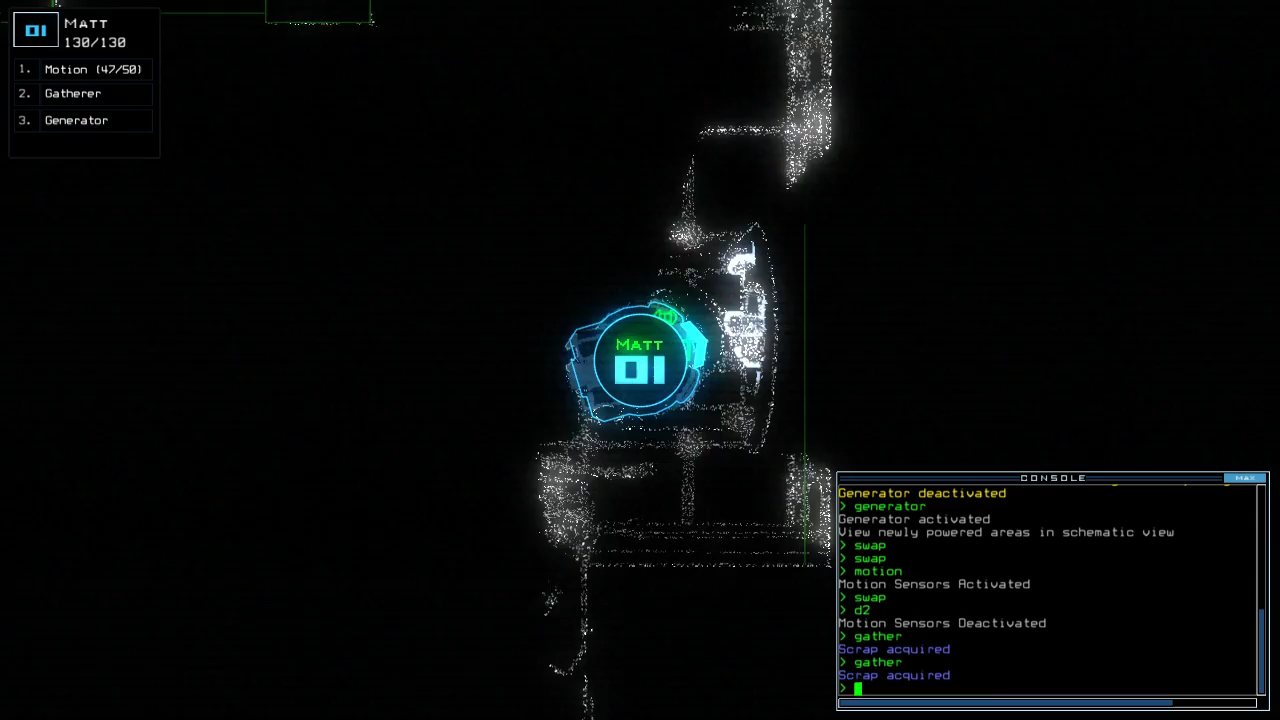 01
MATT
130/130
1. Motion (47/50)
2. Gatherer
3. Generator
MATT
01
CONSOLE
MAX
Generator deactivated
> generator
Generator activated
View newly powered areas in schematic view
> swap
> swap
> motion
Motion Sensors Activated
> swap
> d2
Motion Sensors Deactivated
> gather
Scrap acquired
> gather
Scrap acquired
>